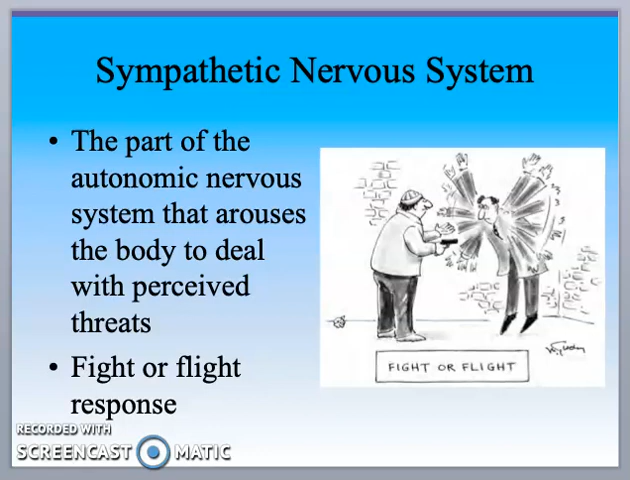 Sympathetic Nervous System
• The part of the
autonomic nervous
system that arouses
the body to deal
with perceived
threats
• Fight or flight
response
FIGHT OR FLIGHT
RECORDED WITH
SCREENCAST MATIC